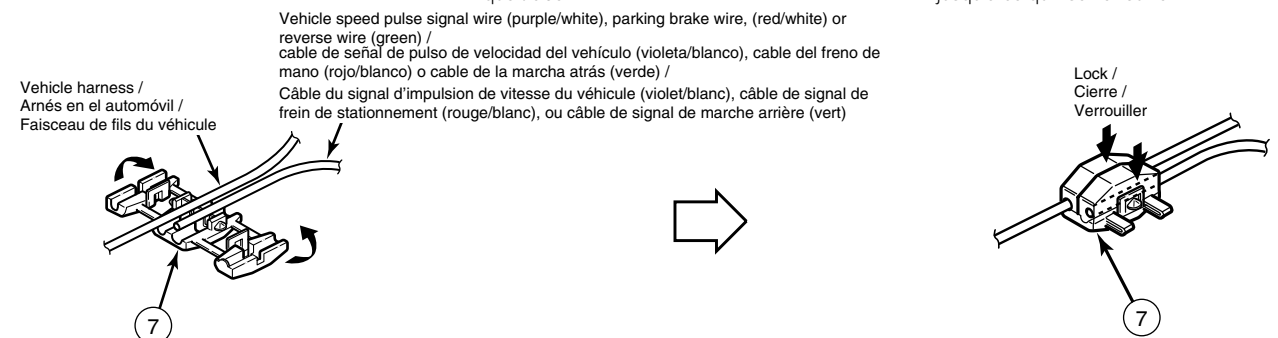 Vehicle speed pulse signal wire (purple/white), parking brake wire, (red/white) or
reverse wire (green) /
cable de señal de pulso de velocidad del vehículo (violeta/blanco), cable del freno de
mano (rojo/blanco) o cable de la marcha atrás (verde) /
Câble du signal d'impulsion de vitesse du véhicule (violet/blanc), câble de signal de
frein de stationnement (rouge/blanc), ou câble de signal de marche arrière (vert)
Vehicle harness /
Arnés en el automóvil /
Faisceau de fils du véhicule
7
Lock /
Cierre /
Verrouiller
7